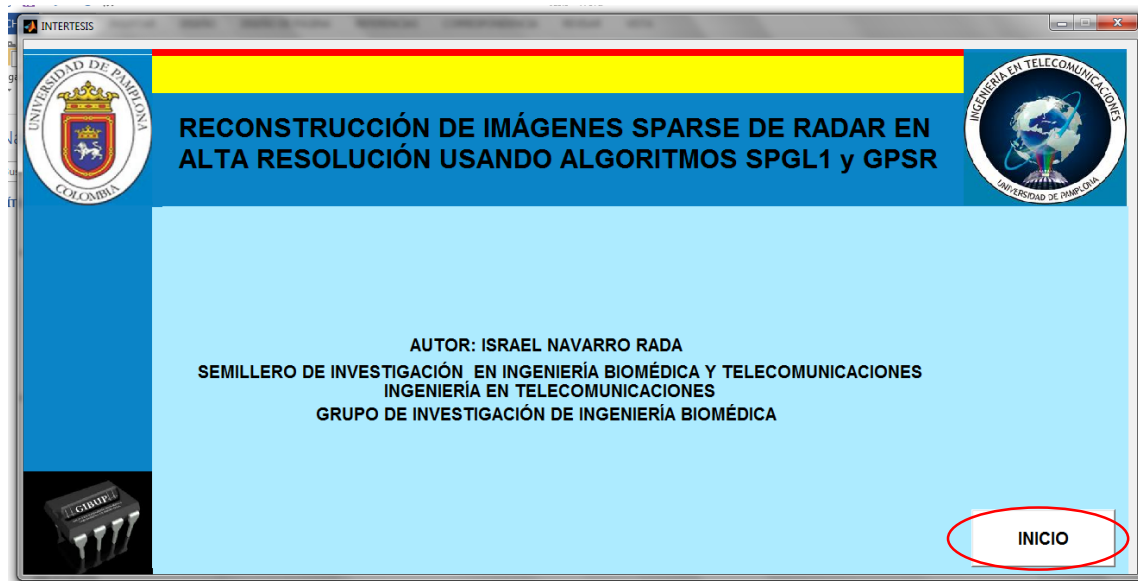 INTERTESIS
UNIVERSIDAD DE PAMPLONA
COLOMBIA
INGENIERÍA EN TELECOMUNICACIONES
UNIVERSIDAD DE PAMPLONA
RECONSTRUCCIÓN DE IMÁGENES SPARSE DE RADAR EN
ALTA RESOLUCIÓN USANDO ALGORITMOS SPGL1 y GPSR
AUTOR: ISRAEL NAVARRO RADA
SEMILLERO DE INVESTIGACIÓN EN INGENIERÍA BIOMÉDICA Y TELECOMUNICACIONES
INGENIERÍA EN TELECOMUNICACIONES
GRUPO DE INVESTIGACIÓN DE INGENIERÍA BIOMÉDICA
GIBUP
INICIO